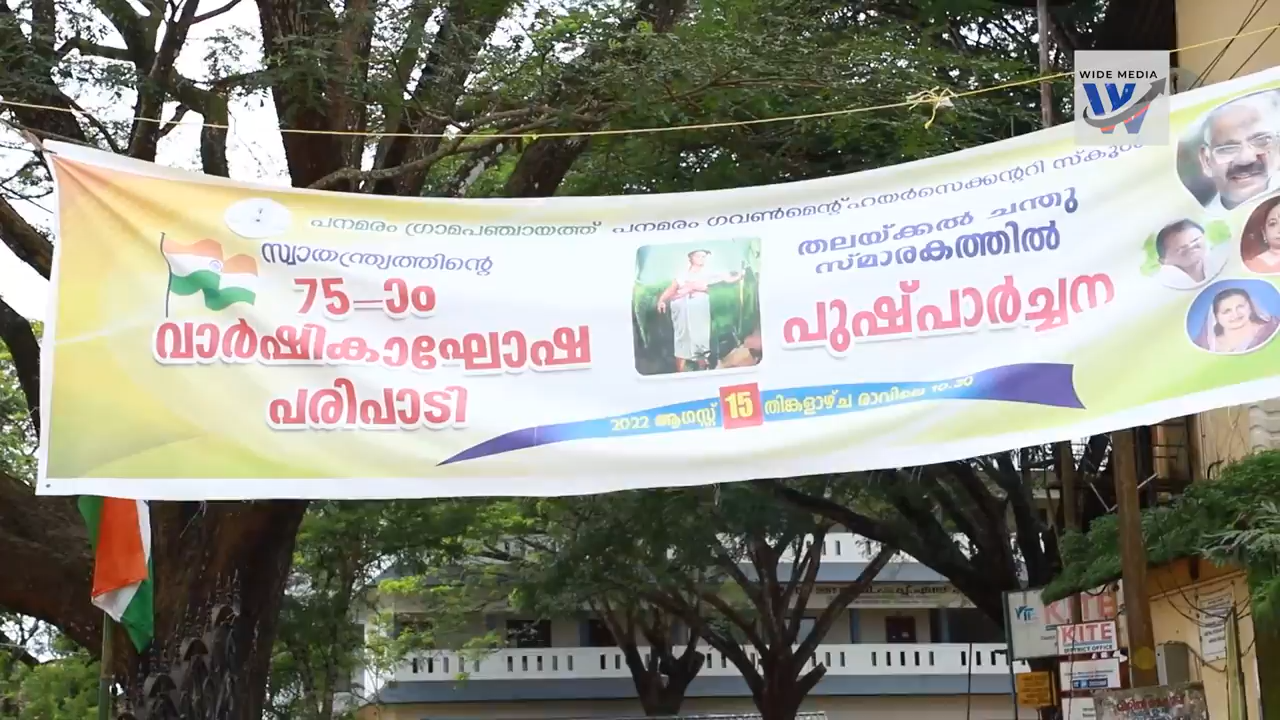 WIDE MEDIA
പനമരം ഗ്രാമപഞ്ചായത്ത് പനമരം ഗവൺമെന്റ് ഹയർസെക്കന്ററി സ്കൂൾ
സ്വാതന്ത്ര്യത്തിന്റെ
75-ാം
വാർഷികാഘോഷ
പരിപാടി
തലയ്ക്കൽ ചന്തു
സ്മാരകത്തിൽ
പുഷ്പാർച്ചന
2022 ആഗസ്റ്റ് 15 തിങ്കളാഴ്ച രാവിലെ 10.30
KITE
KITE
DISTRICT OFFICE